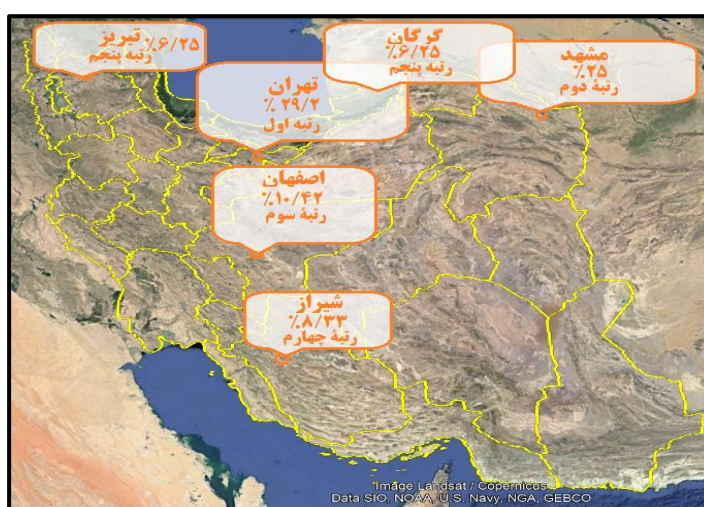 تبریز ۶/۲۵٪
رتبه پنجم
گرگان
۶/۲۵٪
رتبه پنجم
مشهد
۲۵٪
رتبهٔ دوم
تهران
۲۹/۲ ٪
رتبه اول
اصفهان
۱۰/۴۲٪
رتبهٔ سوم
شیراز
۸/۳۳٪
رتبهٔ چهارم
Image Landsat / Copernicus
Data SIO, NOAA, U.S. Navy, NGA, GEBCO